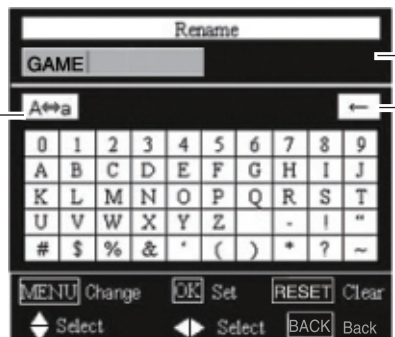 Rename
GAME
A⇔a ←
0 1 2 3 4 5 6 7 8 9
A B C D E F G H I J
K L M N O P Q R S T
U V W X Y Z - ! "
# $ % & ' ( ) * ? ~
MENU Change OK Set RESET Clear
Select Select BACK Back